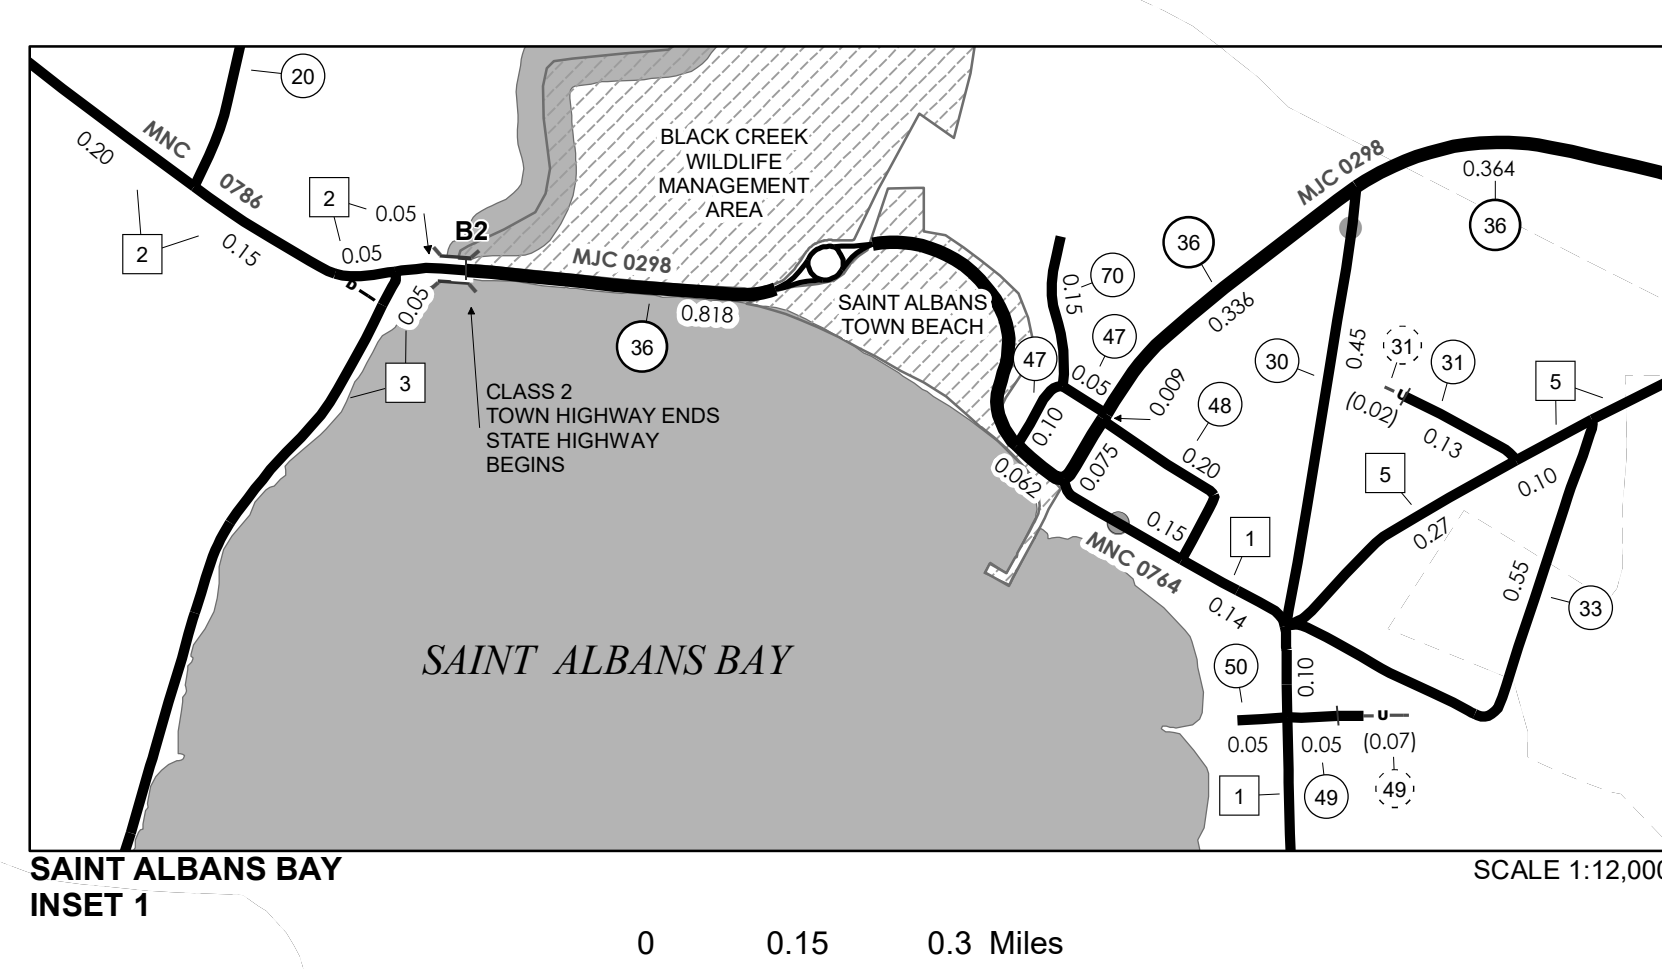 20
MNC
0786
0.20
2
0.15
2
0.05
0.05
B2
BLACK CREEK
WILDLIFE
MANAGEMENT
AREA
MJC 0298
0.818
36
0.05
3
D
CLASS 2
TOWN HIGHWAY ENDS
STATE HIGHWAY
BEGINS
SAINT ALBANS
TOWN BEACH
47
0.10
0.062
0.15
70
47
0.05
0.009
0.075
48
0.20
36
0.336
MJC 0298
0.364
36
30
0.45
31
31
U
(0.02)
0.13
5
5
0.10
0.27
0.55
33
0.15
MNC 0764
1
0.14
50
0.10
U
0.05
0.05
(0.07)
1
49
49
SAINT ALBANS BAY
SAINT ALBANS BAY
INSET 1
SCALE 1:12,000
0 0.15 0.3 Miles